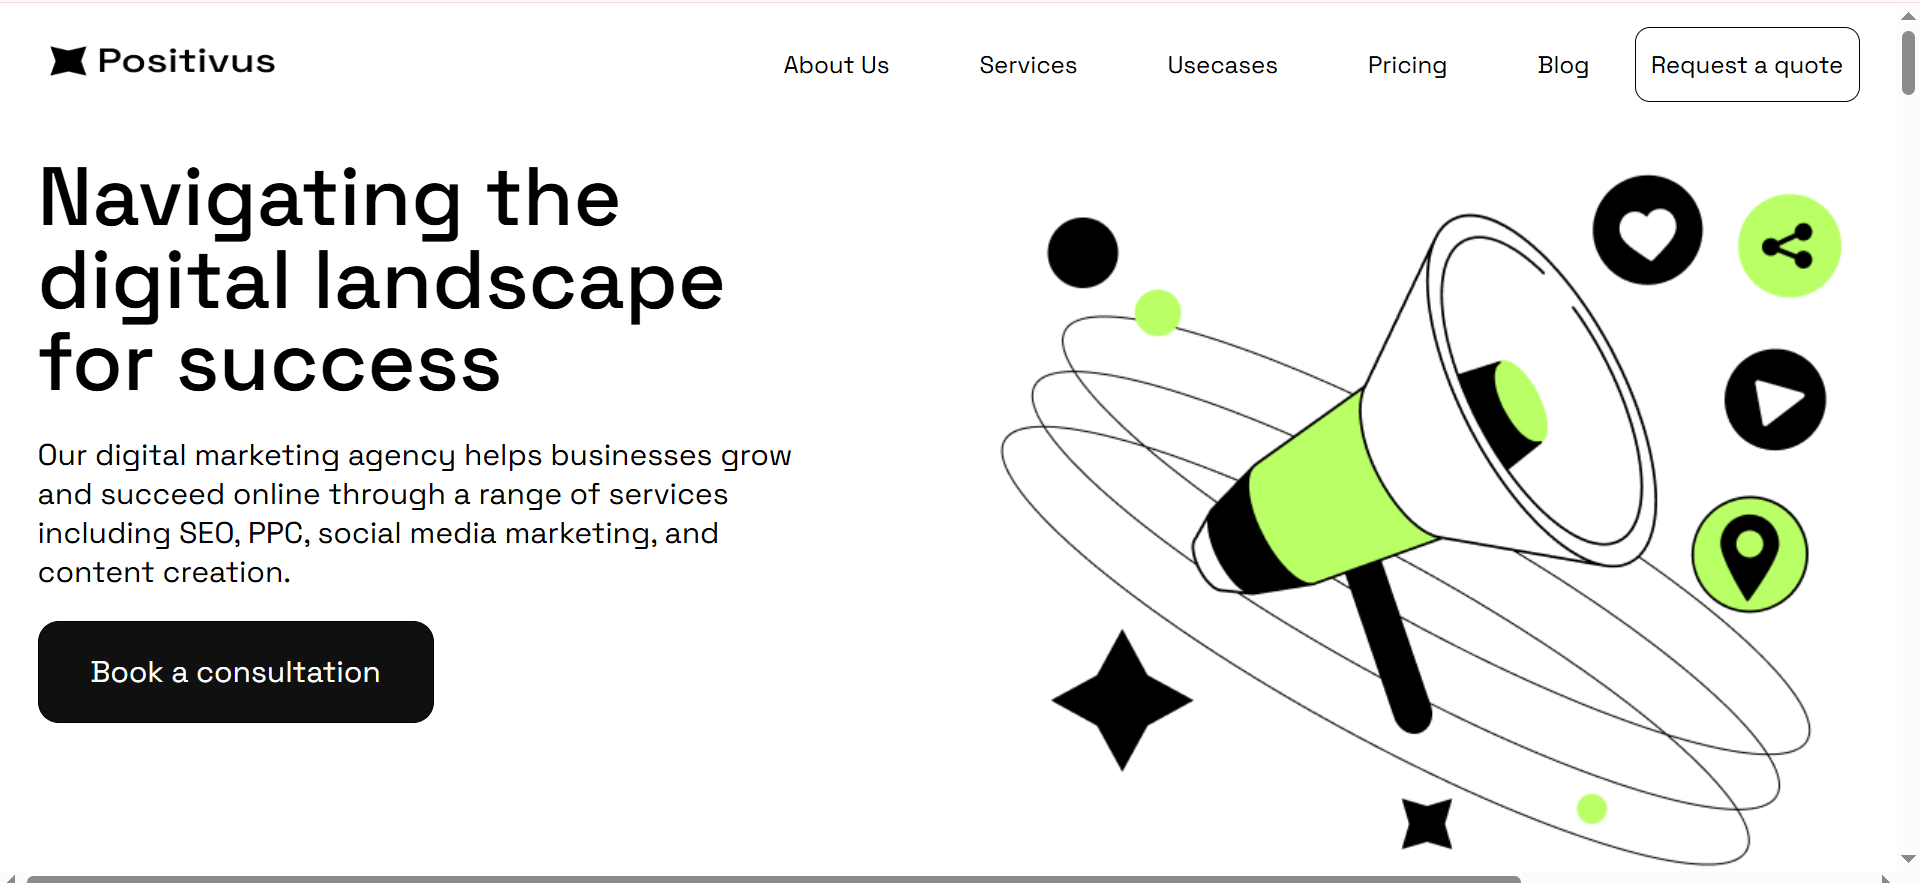 Positivus
About Us Services Usecases Pricing Blog Request a quote
Navigating the
digital landscape
for success
Our digital marketing agency helps businesses grow
and succeed online through a range of services
including SEO, PPC, social media marketing, and
content creation.
Book a consultation